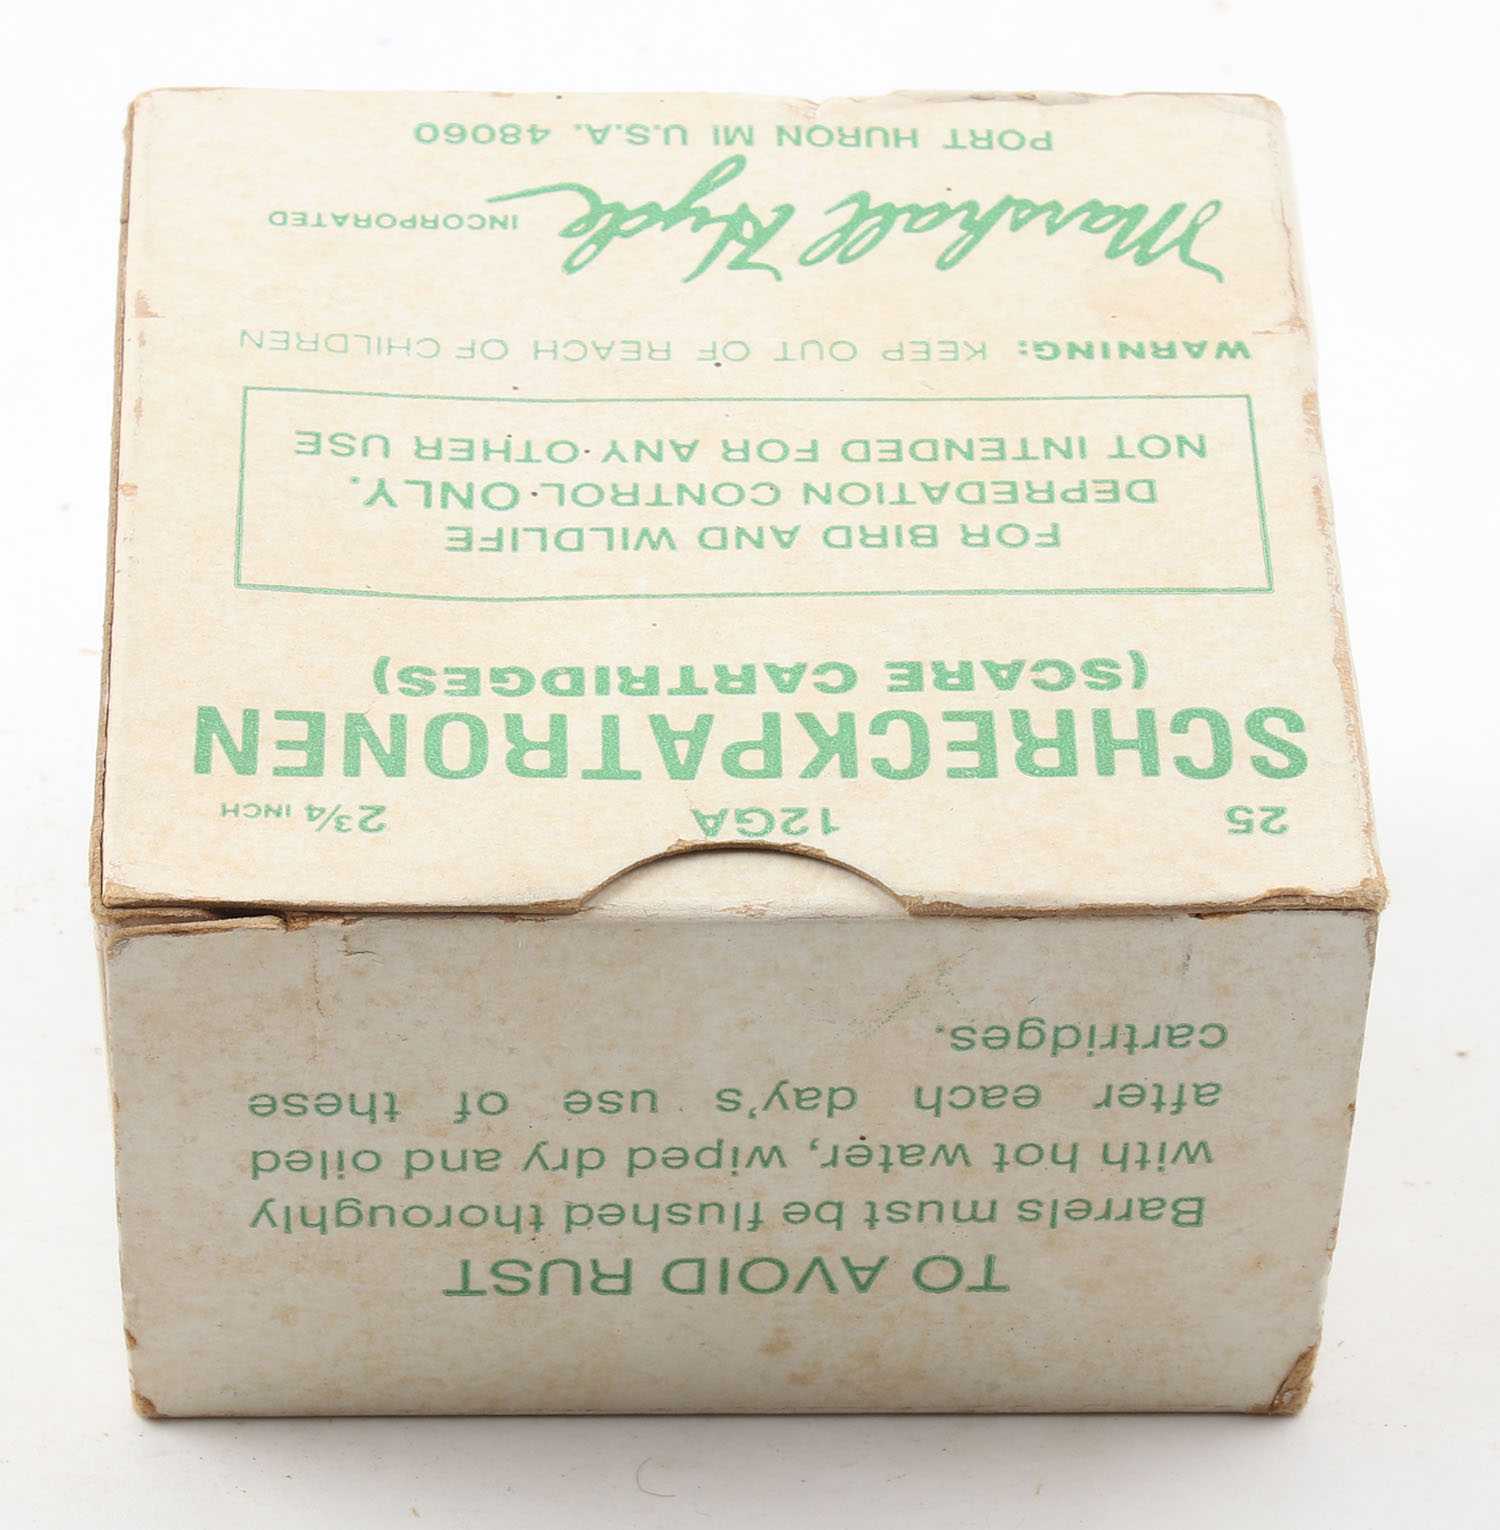 TO AVOID RUST
Barrels must be flushed thoroughly
with hot water, wiped dry and oiled
after each day's use of these
cartridges.
25 12GA 2¾ INCH
SCHRECKPATRONEN
(SCARE CARTRIDGES)
FOR BIRD AND WILDLIFE
DEPREDATION CONTROL ONLY.
NOT INTENDED FOR ANY OTHER USE
WARNING: KEEP OUT OF REACH OF CHILDREN
Marshall Hyde INCORPORATED
PORT HURON MI U.S.A. 48060